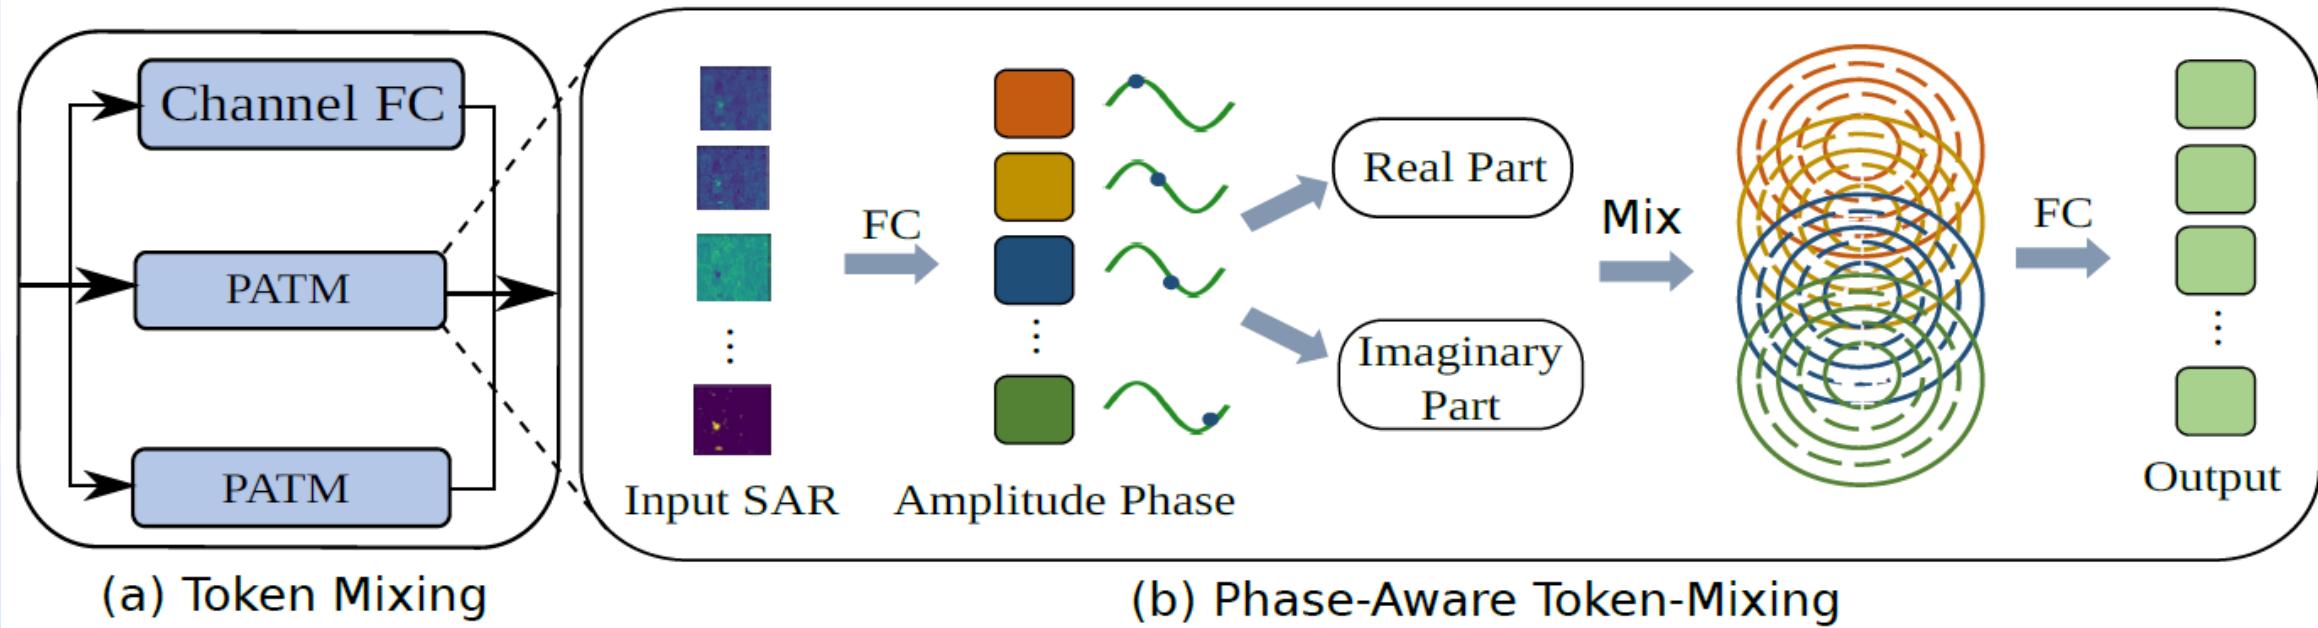 Channel FC
PATM
PATM
(a) Token Mixing
Input SAR
FC
Amplitude Phase
Real Part
Imaginary
Part
Mix
FC
Output
(b) Phase-Aware Token-Mixing